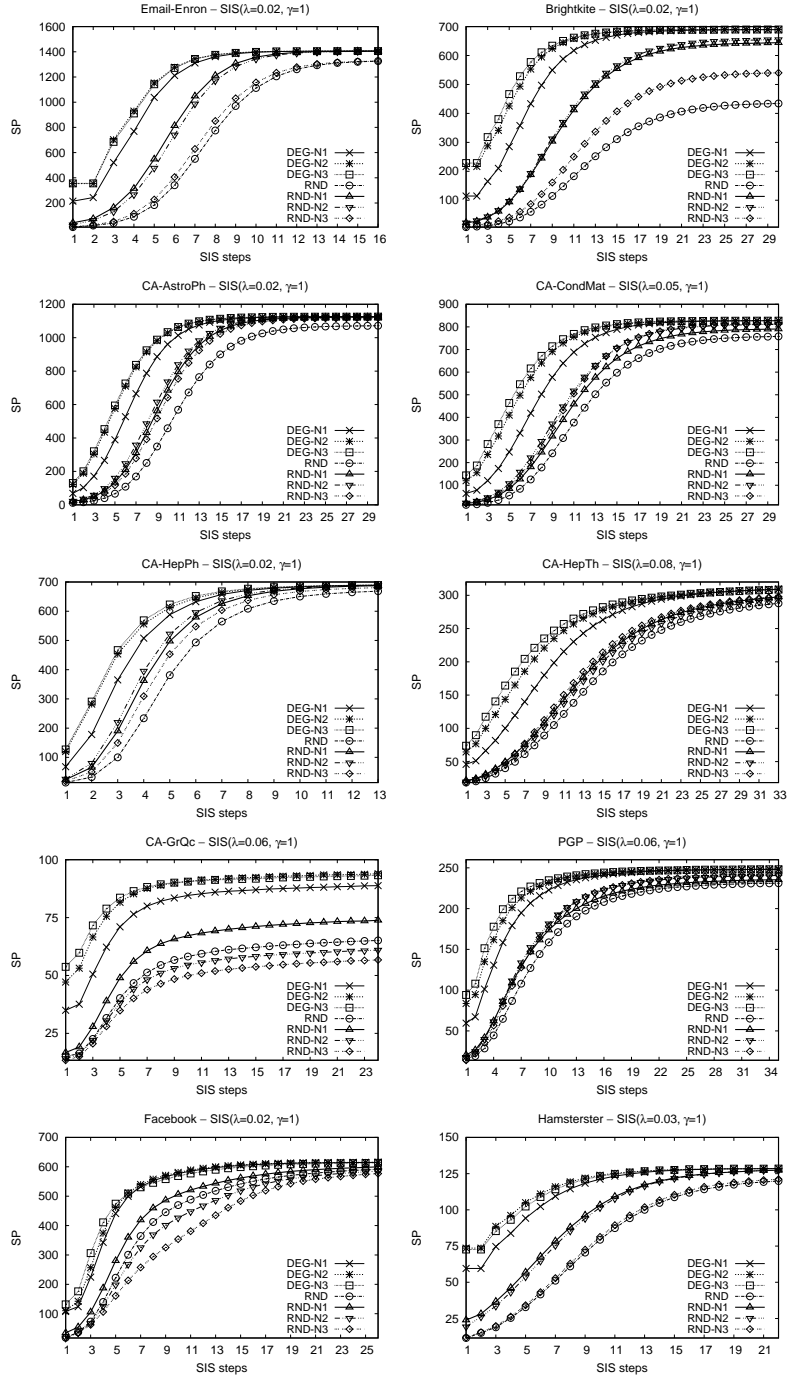 Email-Enron − SIS(λ=0.02, γ=1)
SP
1600
1400
1200
1000
800
600
400
200
1 2 3 4 5 6 7 8 9 10 11 12 13 14 15 16
SIS steps
DEG-N1
DEG-N2
DEG-N3
RND
RND-N1
RND-N2
RND-N3
Brightkite − SIS(λ=0.02, γ=1)
SP
700
600
500
400
300
200
100
1 3 5 7 9 11 13 15 17 19 21 23 25 27 29
SIS steps
DEG-N1
DEG-N2
DEG-N3
RND
RND-N1
RND-N2
RND-N3
CA-AstroPh − SIS(λ=0.02, γ=1)
SP
1200
1000
800
600
400
200
0
1 3 5 7 9 11 13 15 17 19 21 23 25 27 29
SIS steps
DEG-N1
DEG-N2
DEG-N3
RND
RND-N1
RND-N2
RND-N3
CA-CondMat − SIS(λ=0.05, γ=1)
SP
900
800
700
600
500
400
300
200
100
1 3 5 7 9 11 13 15 17 19 21 23 25 27 29
SIS steps
DEG-N1
DEG-N2
DEG-N3
RND
RND-N1
RND-N2
RND-N3
CA-HepPh − SIS(λ=0.02, γ=1)
SP
700
600
500
400
300
200
100
1 2 3 4 5 6 7 8 9 10 11 12 13
SIS steps
DEG-N1
DEG-N2
DEG-N3
RND
RND-N1
RND-N2
RND-N3
CA-HepTh − SIS(λ=0.08, γ=1)
SP
300
250
200
150
100
50
1 3 5 7 9 11 13 15 17 19 21 23 25 27 29 31 33
SIS steps
DEG-N1
DEG-N2
DEG-N3
RND
RND-N1
RND-N2
RND-N3
CA-GrQc − SIS(λ=0.06, γ=1)
SP
100
75
50
25
1 3 5 7 9 11 13 15 17 19 21 23
SIS steps
DEG-N1
DEG-N2
DEG-N3
RND
RND-N1
RND-N2
RND-N3
PGP − SIS(λ=0.06, γ=1)
SP
250
200
150
100
50
1 4 7 10 13 16 19 22 25 28 31 34
SIS steps
DEG-N1
DEG-N2
DEG-N3
RND
RND-N1
RND-N2
RND-N3
Facebook − SIS(λ=0.02, γ=1)
SP
700
600
500
400
300
200
100
1 3 5 7 9 11 13 15 17 19 21 23 25
SIS steps
DEG-N1
DEG-N2
DEG-N3
RND
RND-N1
RND-N2
RND-N3
Hamsterster − SIS(λ=0.03, γ=1)
SP
150
125
100
75
50
25
1 3 5 7 9 11 13 15 17 19 21
SIS steps
DEG-N1
DEG-N2
DEG-N3
RND
RND-N1
RND-N2
RND-N3